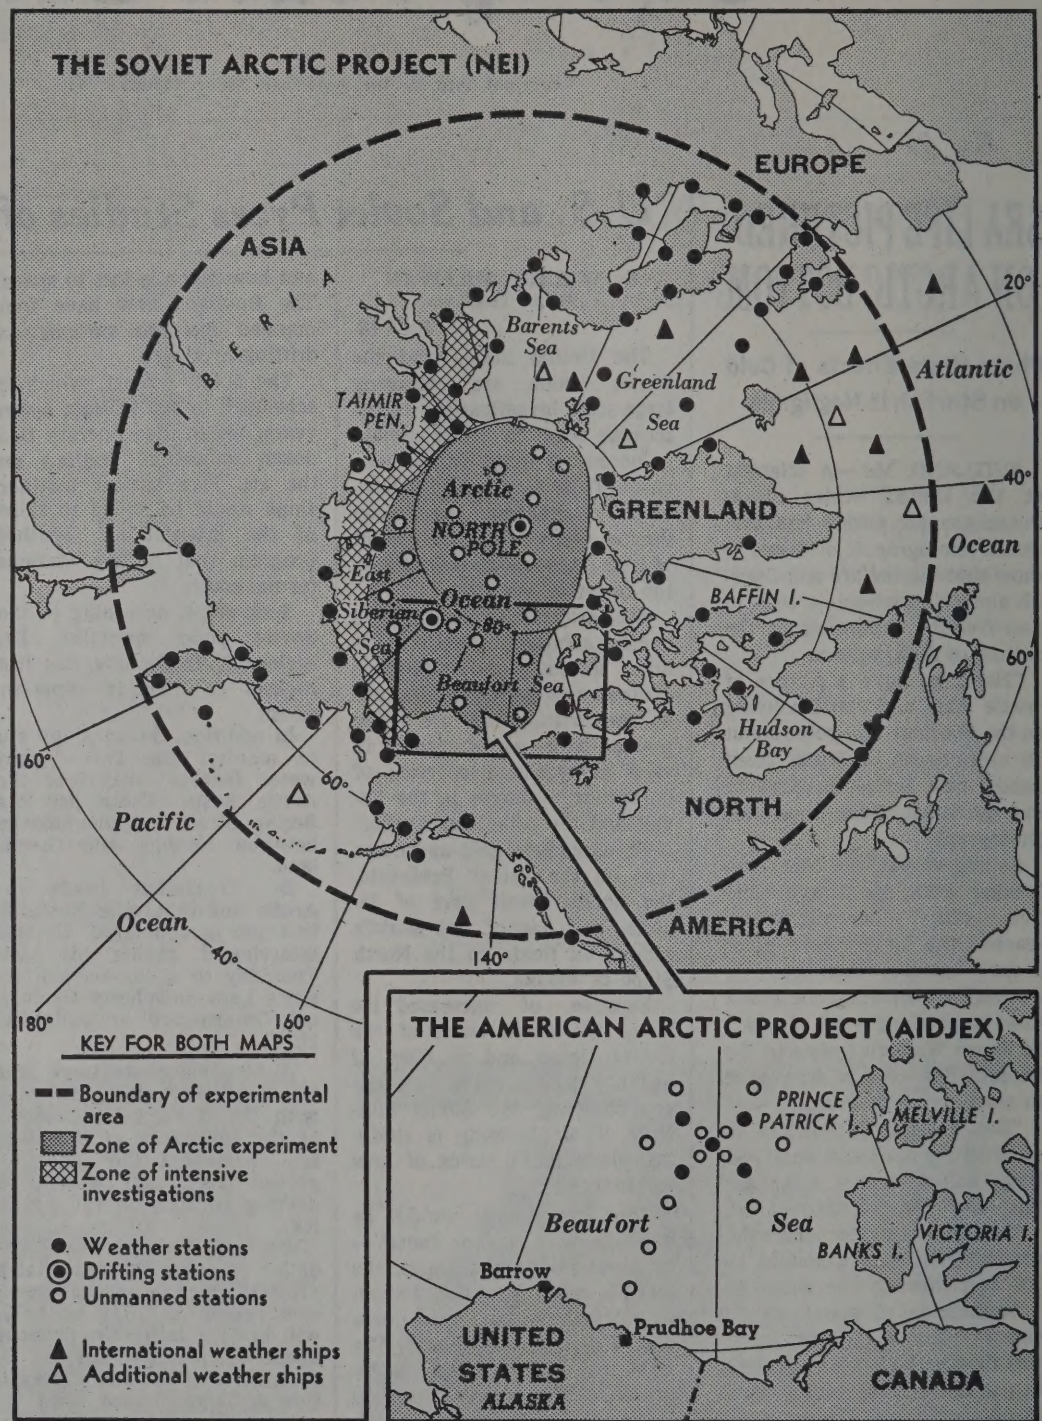 THE SOVIET ARCTIC PROJECT (NEI)
EUROPE
ASIA
SIBERIA
20°
Barents
Sea
Atlantic
Greenland
Sea
TAIMIR
PEN.
40°
Arctic
GREENLAND
NORTH
POLE
Ocean
East
Siberian
Sea
Ocean
80°
BAFFIN I.
60°
Beaufort Sea
Hudson
Bay
160°
60°
NORTH
Pacific
AMERICA
Ocean
40°
140°
180°
160°
KEY FOR BOTH MAPS
Boundary of experimental
area
Zone of Arctic experiment
Zone of intensive
investigations
Weather stations
Drifting stations
Unmanned stations
International weather ships
Additional weather ships
THE AMERICAN ARCTIC PROJECT (AIDJEX)
PRINCE
PATRICK I.
MELVILLE I.
Beaufort
Sea
BANKS I.
VICTORIA I.
Barrow
Prudhoe Bay
UNITED
STATES
ALASKA
CANADA